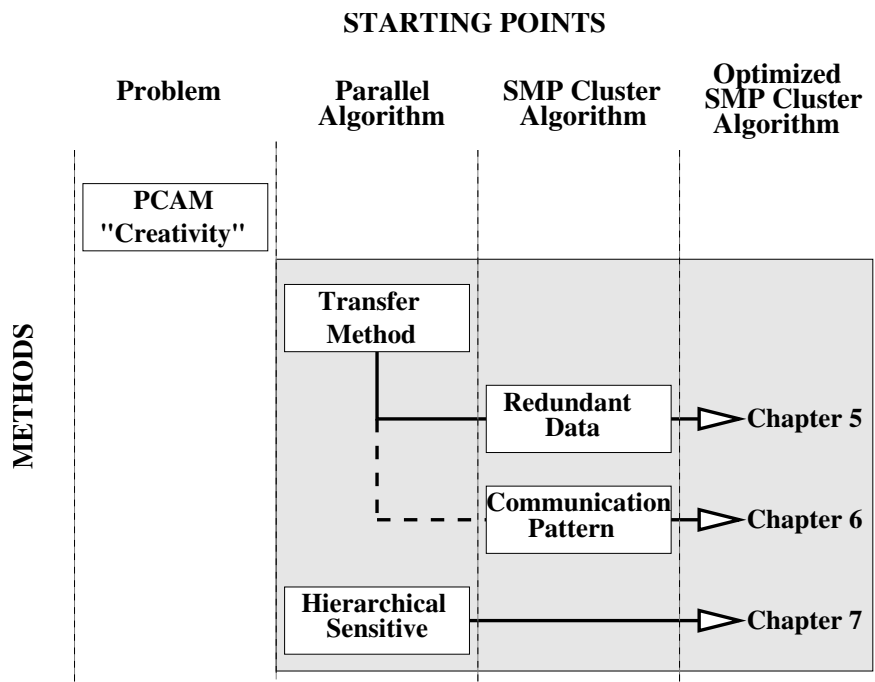 STARTING POINTS
Problem
Parallel
Algorithm
SMP Cluster
Algorithm
Optimized
SMP Cluster
Algorithm
METHODS
PCAM
"Creativity"
Transfer
Method
Redundant
Data
Chapter 5
Communication
Pattern
Chapter 6
Hierarchical
Sensitive
Chapter 7